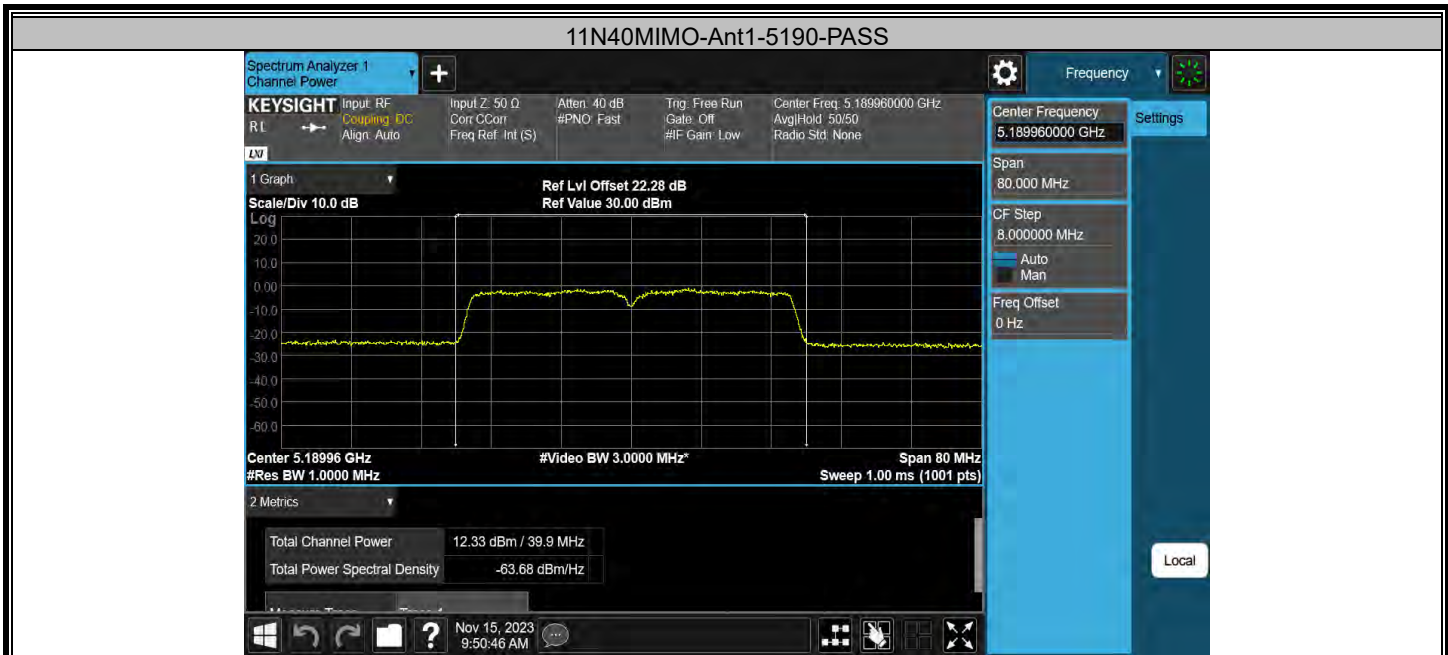 11N40MIMO-Ant1-5190-PASS
Spectrum Analyzer 1
Channel Power
Frequency
KEYSIGHT
R L
LXI
Input: RF
Coupling: DC
Align: Auto
Input Z: 50 Ω
Corr CCorr
Freq Ref: Int (S)
Atten: 40 dB
#PNO: Fast
Trig: Free Run
Gate: Off
#IF Gain: Low
Center Freq: 5.189960000 GHz
Avg|Hold: 50/50
Radio Std: None
Center Frequency
5.189960000 GHz
Settings
Span
80.000 MHz
CF Step
8.000000 MHz
Auto
Man
Freq Offset
0 Hz
Local
1 Graph
Scale/Div 10.0 dB
Ref Lvl Offset 22.28 dB
Ref Value 30.00 dBm
Log
20.0
10.0
0.00
-10.0
-20.0
-30.0
-40.0
-50.0
-60.0
Center 5.18996 GHz
#Video BW 3.0000 MHz*
Span 80 MHz
#Res BW 1.0000 MHz
Sweep 1.00 ms (1001 pts)
2 Metrics
Total Channel Power 12.33 dBm / 39.9 MHz
Total Power Spectral Density -63.68 dBm/Hz
?
Nov 15, 2023
9:50:46 AM